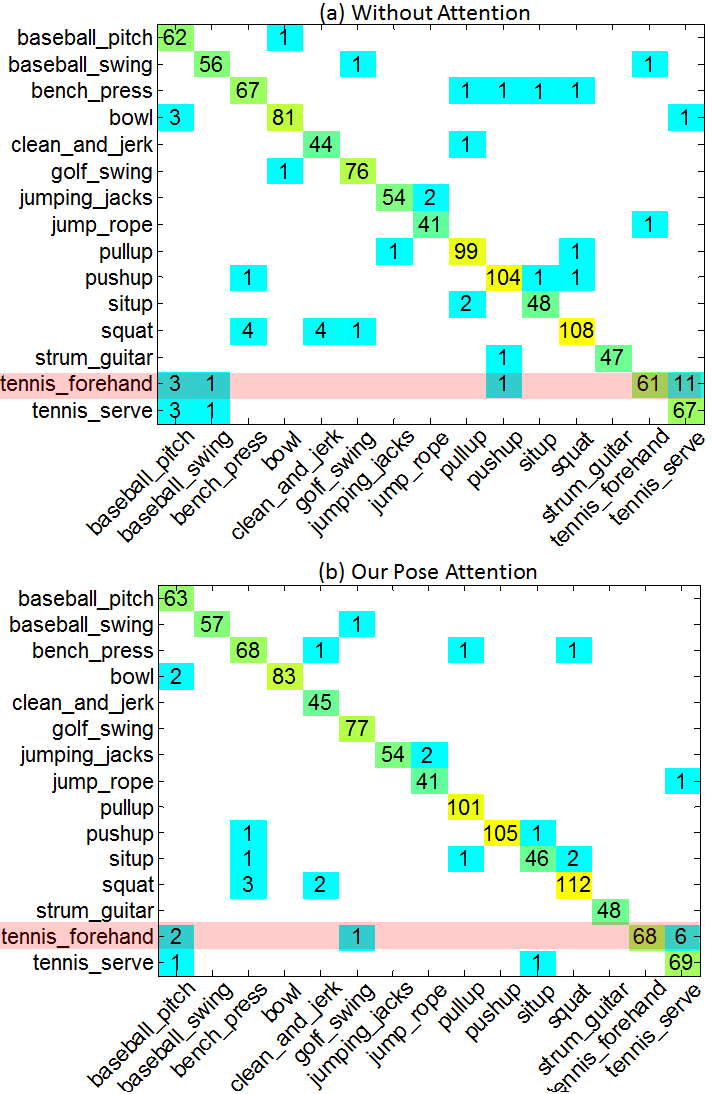 (a) Without Attention
baseball_pitch 62 1
baseball_swing 56 1 1
bench_press 67 1 1 1 1
bowl 3 81 1
clean_and_jerk 44 1
golf_swing 1 76
jumping_jacks 54 2
jump_rope 41 1
pullup 1 99 1
pushup 1 104 1 1
situp 2 48
squat 4 4 1 108
strum_guitar 1 47
tennis_forehand 3 1 1 61 11
tennis_serve 3 1 67
baseball_pitch baseball_swing bench_press bowl clean_and_jerk golf_swing jumping_jacks jump_rope pullup pushup situp squat strum_guitar tennis_forehand tennis_serve
(b) Our Pose Attention
baseball_pitch 63
baseball_swing 57 1
bench_press 68 1 1 1
bowl 2 83
clean_and_jerk 45
golf_swing 77
jumping_jacks 54 2
jump_rope 41 1
pullup 101
pushup 1 105 1
situp 1 1 46 2
squat 3 2 112
strum_guitar 48
tennis_forehand 2 1 68 6
tennis_serve 1 1 69
baseball_pitch baseball_swing bench_press bowl clean_and_jerk golf_swing jumping_jacks jump_rope pullup pushup situp squat strum_guitar tennis_forehand tennis_serve